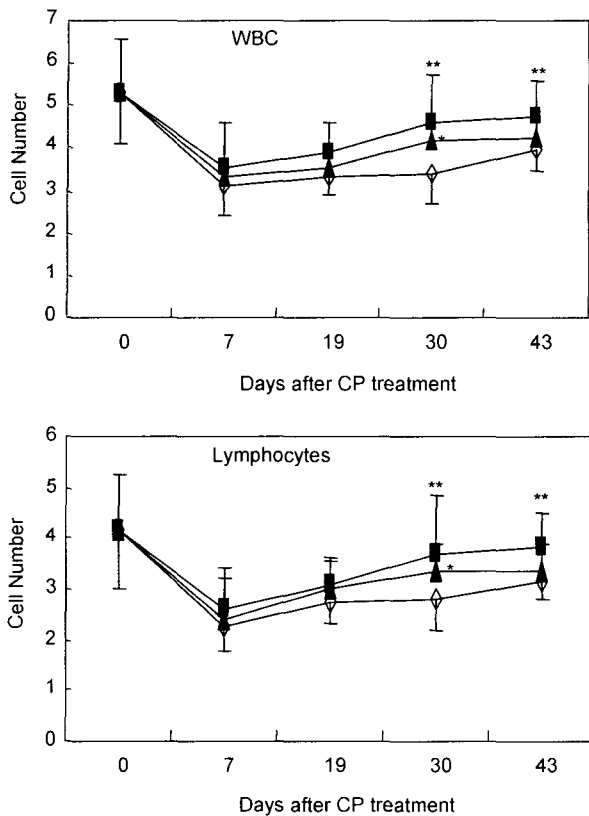 WBC
7
6
5
4
3
2
1
0
Cell Number
** **
*
0 7 19 30 43
Days after CP treatment
Lymphocytes
6
5
4
3
2
1
0
Cell Number
** **
*
0 7 19 30 43
Days after CP treatment